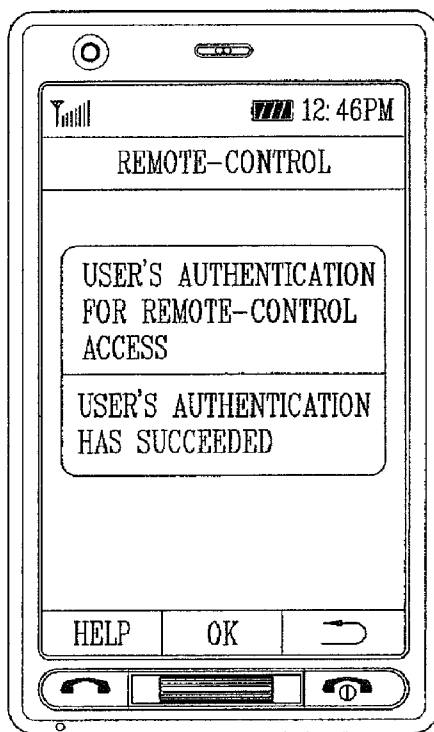 12:46PM
REMOTE-CONTROL
USER'S AUTHENTICATION
FOR REMOTE-CONTROL
ACCESS
USER'S AUTHENTICATION
HAS SUCCEEDED
HELP OK